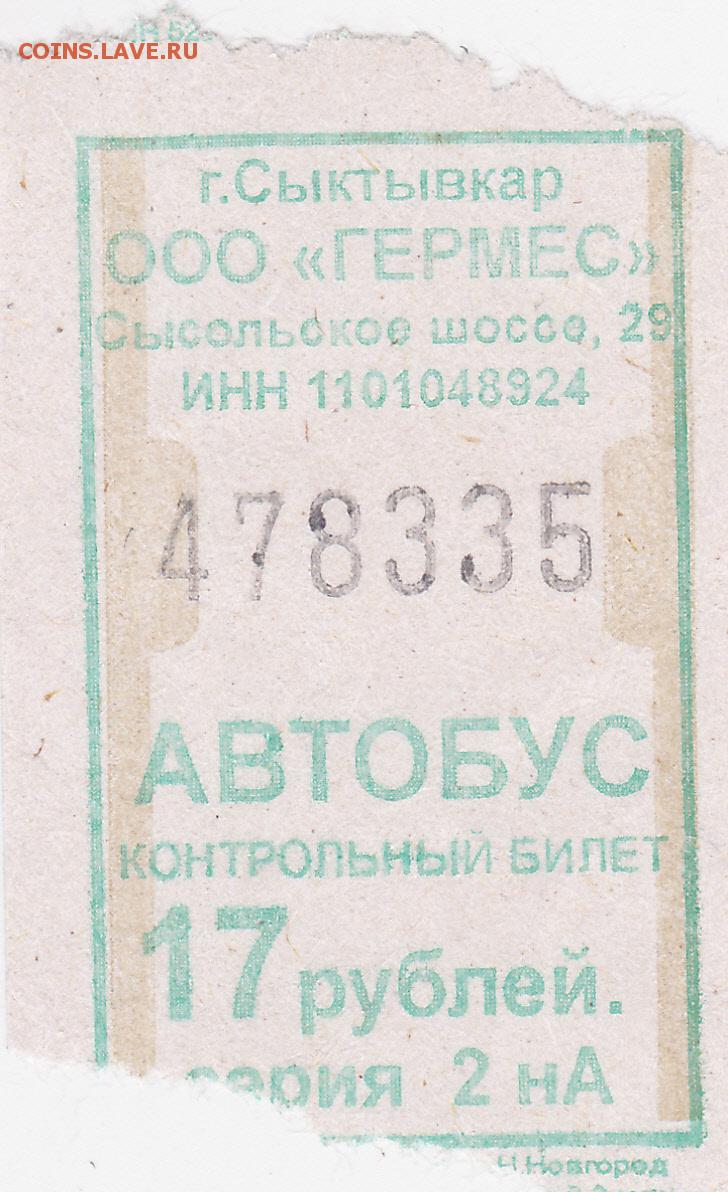 COINS.LAVE.RU
г.Сыктывкар
ООО «ГЕРМЕС»
Сысольское шоссе, 29
ИНН 1101048924
478335
АВТОБУС
КОНТРОЛЬНЫЙ БИЛЕТ
17 рублей.
серия 2 нА
Н.Новгород